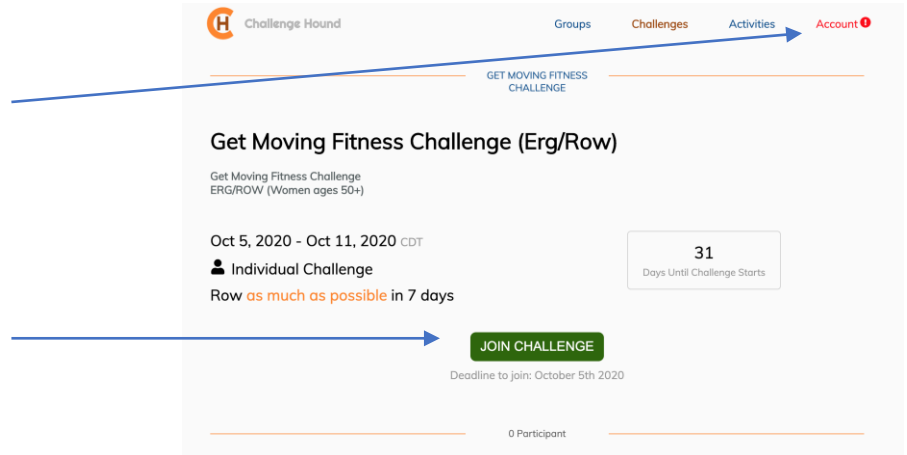 Challenge Hound
Groups
Challenges
Activities
Account !
GET MOVING FITNESS
CHALLENGE
Get Moving Fitness Challenge (Erg/Row)
Get Moving Fitness Challenge
ERG/ROW (Women ages 50+)
Oct 5, 2020 - Oct 11, 2020 CDT
31
Days Until Challenge Starts
Individual Challenge
Row as much as possible in 7 days
JOIN CHALLENGE
Deadline to join: October 5th 2020
0 Participant